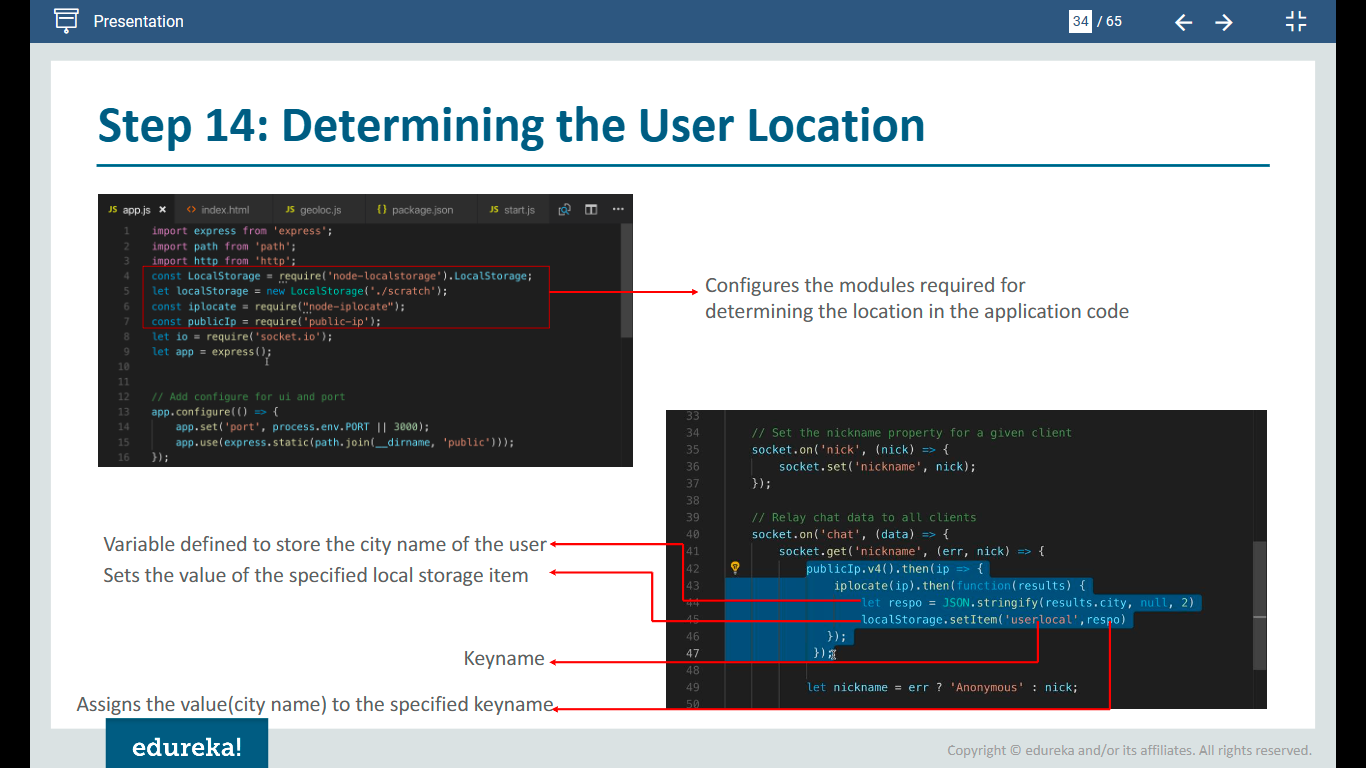 Presentation
34 / 65
Step 14: Determining the User Location
JS app.js × <> index.html JS geoloc.js {} package.json JS start.js ...
1 import express from 'express';
2 import path from 'path';
3 import http from 'http';
4 const LocalStorage = require('node-localstorage').LocalStorage;
5 let localStorage = new LocalStorage('./scratch');
6 const iplocate = require("node-iplocate");
7 const publicIp = require('public-ip');
8 let io = require('socket.io');
9 let app = express();
10
11
12 // Add configure for ui and port
13 app.configure(() => {
14 app.set('port', process.env.PORT || 3000);
15 app.use(express.static(path.join(__dirname, 'public')));
16 });
Configures the modules required for
determining the location in the application code
33
34 // Set the nickname property for a given client
35 socket.on('nick', (nick) => {
36 socket.set('nickname', nick);
37 });
38
39 // Relay chat data to all clients
40 socket.on('chat', (data) => {
41 socket.get('nickname', (err, nick) => {
42 publicIp.v4().then(ip => {
43 iplocate(ip).then(function(results) {
44 let respo = JSON.stringify(results.city, null, 2)
45 localStorage.setItem('userlocal',respo)
46 });
47 });
48
49 let nickname = err ? 'Anonymous' : nick;
50
Variable defined to store the city name of the user
Sets the value of the specified local storage item
Keyname
Assigns the value(city name) to the specified keyname
edureka!
Copyright © edureka and/or its affiliates. All rights reserved.